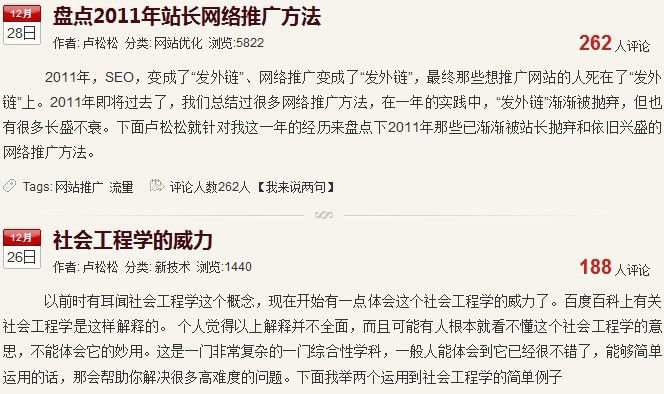 12月
28日
盘点2011年站长网络推广方法
作者: 卢松松 分类: 网站优化 浏览:5822
262人评论
2011年，SEO，变成了“发外链”、网络推广变成了“发外链”，最终那些想推广网站的人死在了“发外
链”上。2011年即将过去了，我们总结过很多网络推广方法，在一年的实践中，“发外链”渐渐被抛弃，但也
有很多长盛不衰。下面卢松松就针对我这一年的经历来盘点下2011年那些已渐渐被站长抛弃和依旧兴盛的
网络推广方法。
Tags: 网站推广 流量 评论人数262人 【我来说两句】
12月
26日
社会工程学的威力
作者: 卢松松 分类: 新技术 浏览:1440
188人评论
以前时有耳闻社会工程学这个概念，现在开始有一点体会这个社会工程学的威力了。百度百科上有关
社会工程学是这样解释的。 个人觉得以上解释并不全面，而且可能有人根本就看不懂这个社会工程学的意
思，不能体会它的妙用。这是一门非常复杂的一门综合性学科，一般人能体会到它已经很不错了，能够简单
运用的话，那会帮助你解决很多高难度的问题。下面我举两个运用到社会工程学的简单例子